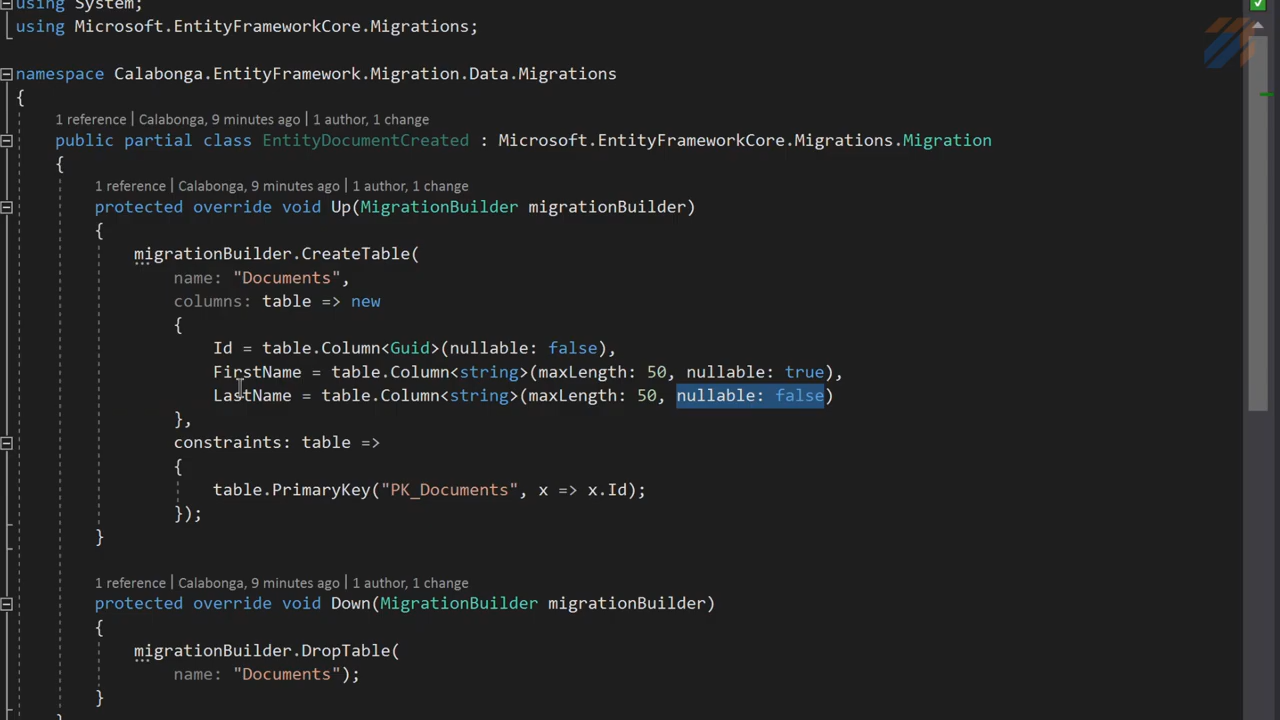 using System;
using Microsoft.EntityFrameworkCore.Migrations;
namespace Calabonga.EntityFramework.Migration.Data.Migrations
{
1 reference | Calabonga, 9 minutes ago | 1 author, 1 change
public partial class EntityDocumentCreated : Microsoft.EntityFrameworkCore.Migrations.Migration
{
1 reference | Calabonga, 9 minutes ago | 1 author, 1 change
protected override void Up(MigrationBuilder migrationBuilder)
{
migrationBuilder.CreateTable(
name: "Documents",
columns: table => new
{
Id = table.Column<Guid>(nullable: false),
FirstName = table.Column<string>(maxLength: 50, nullable: true),
LastName = table.Column<string>(maxLength: 50, nullable: false)
},
constraints: table =>
{
table.PrimaryKey("PK_Documents", x => x.Id);
});
}
1 reference | Calabonga, 9 minutes ago | 1 author, 1 change
protected override void Down(MigrationBuilder migrationBuilder)
{
migrationBuilder.DropTable(
name: "Documents");
}
}